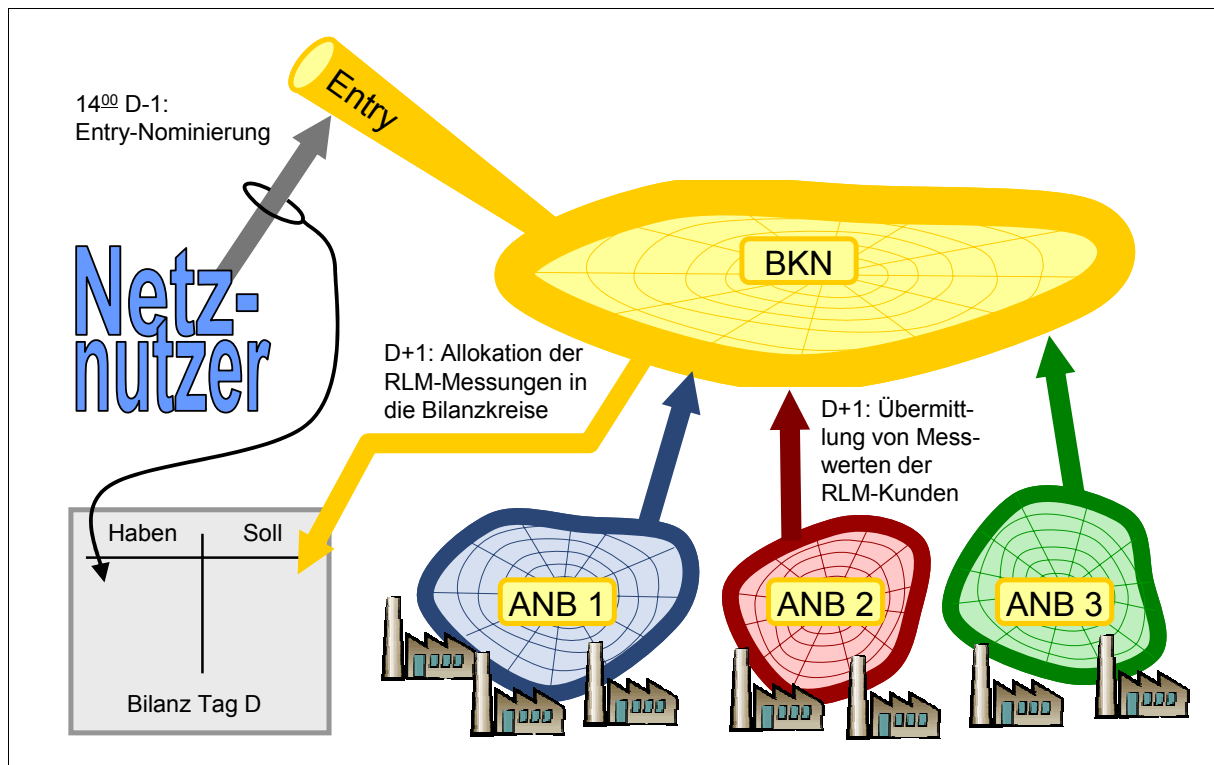 14⁰⁰ D-1:
Entry-Nominierung
Entry
BKN
Netz-
nutzer
D+1: Allokation der
RLM-Messungen in
die Bilanzkreise
D+1: Übermitt-
lung von Mess-
werten der
RLM-Kunden
Haben Soll
Bilanz Tag D
ANB 1
ANB 2
ANB 3